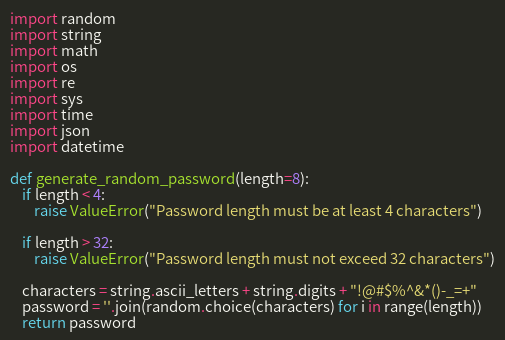 import random
import string
import math
import os
import re
import sys
import time
import json
import datetime
def generate_random_password(length=8):
if length < 4:
raise ValueError("Password length must be at least 4 characters")
if length > 32:
raise ValueError("Password length must not exceed 32 characters")
characters = string.ascii_letters + string.digits + "!@#$%^&*()-_=+"
password = ''.join(random.choice(characters) for i in range(length))
return password